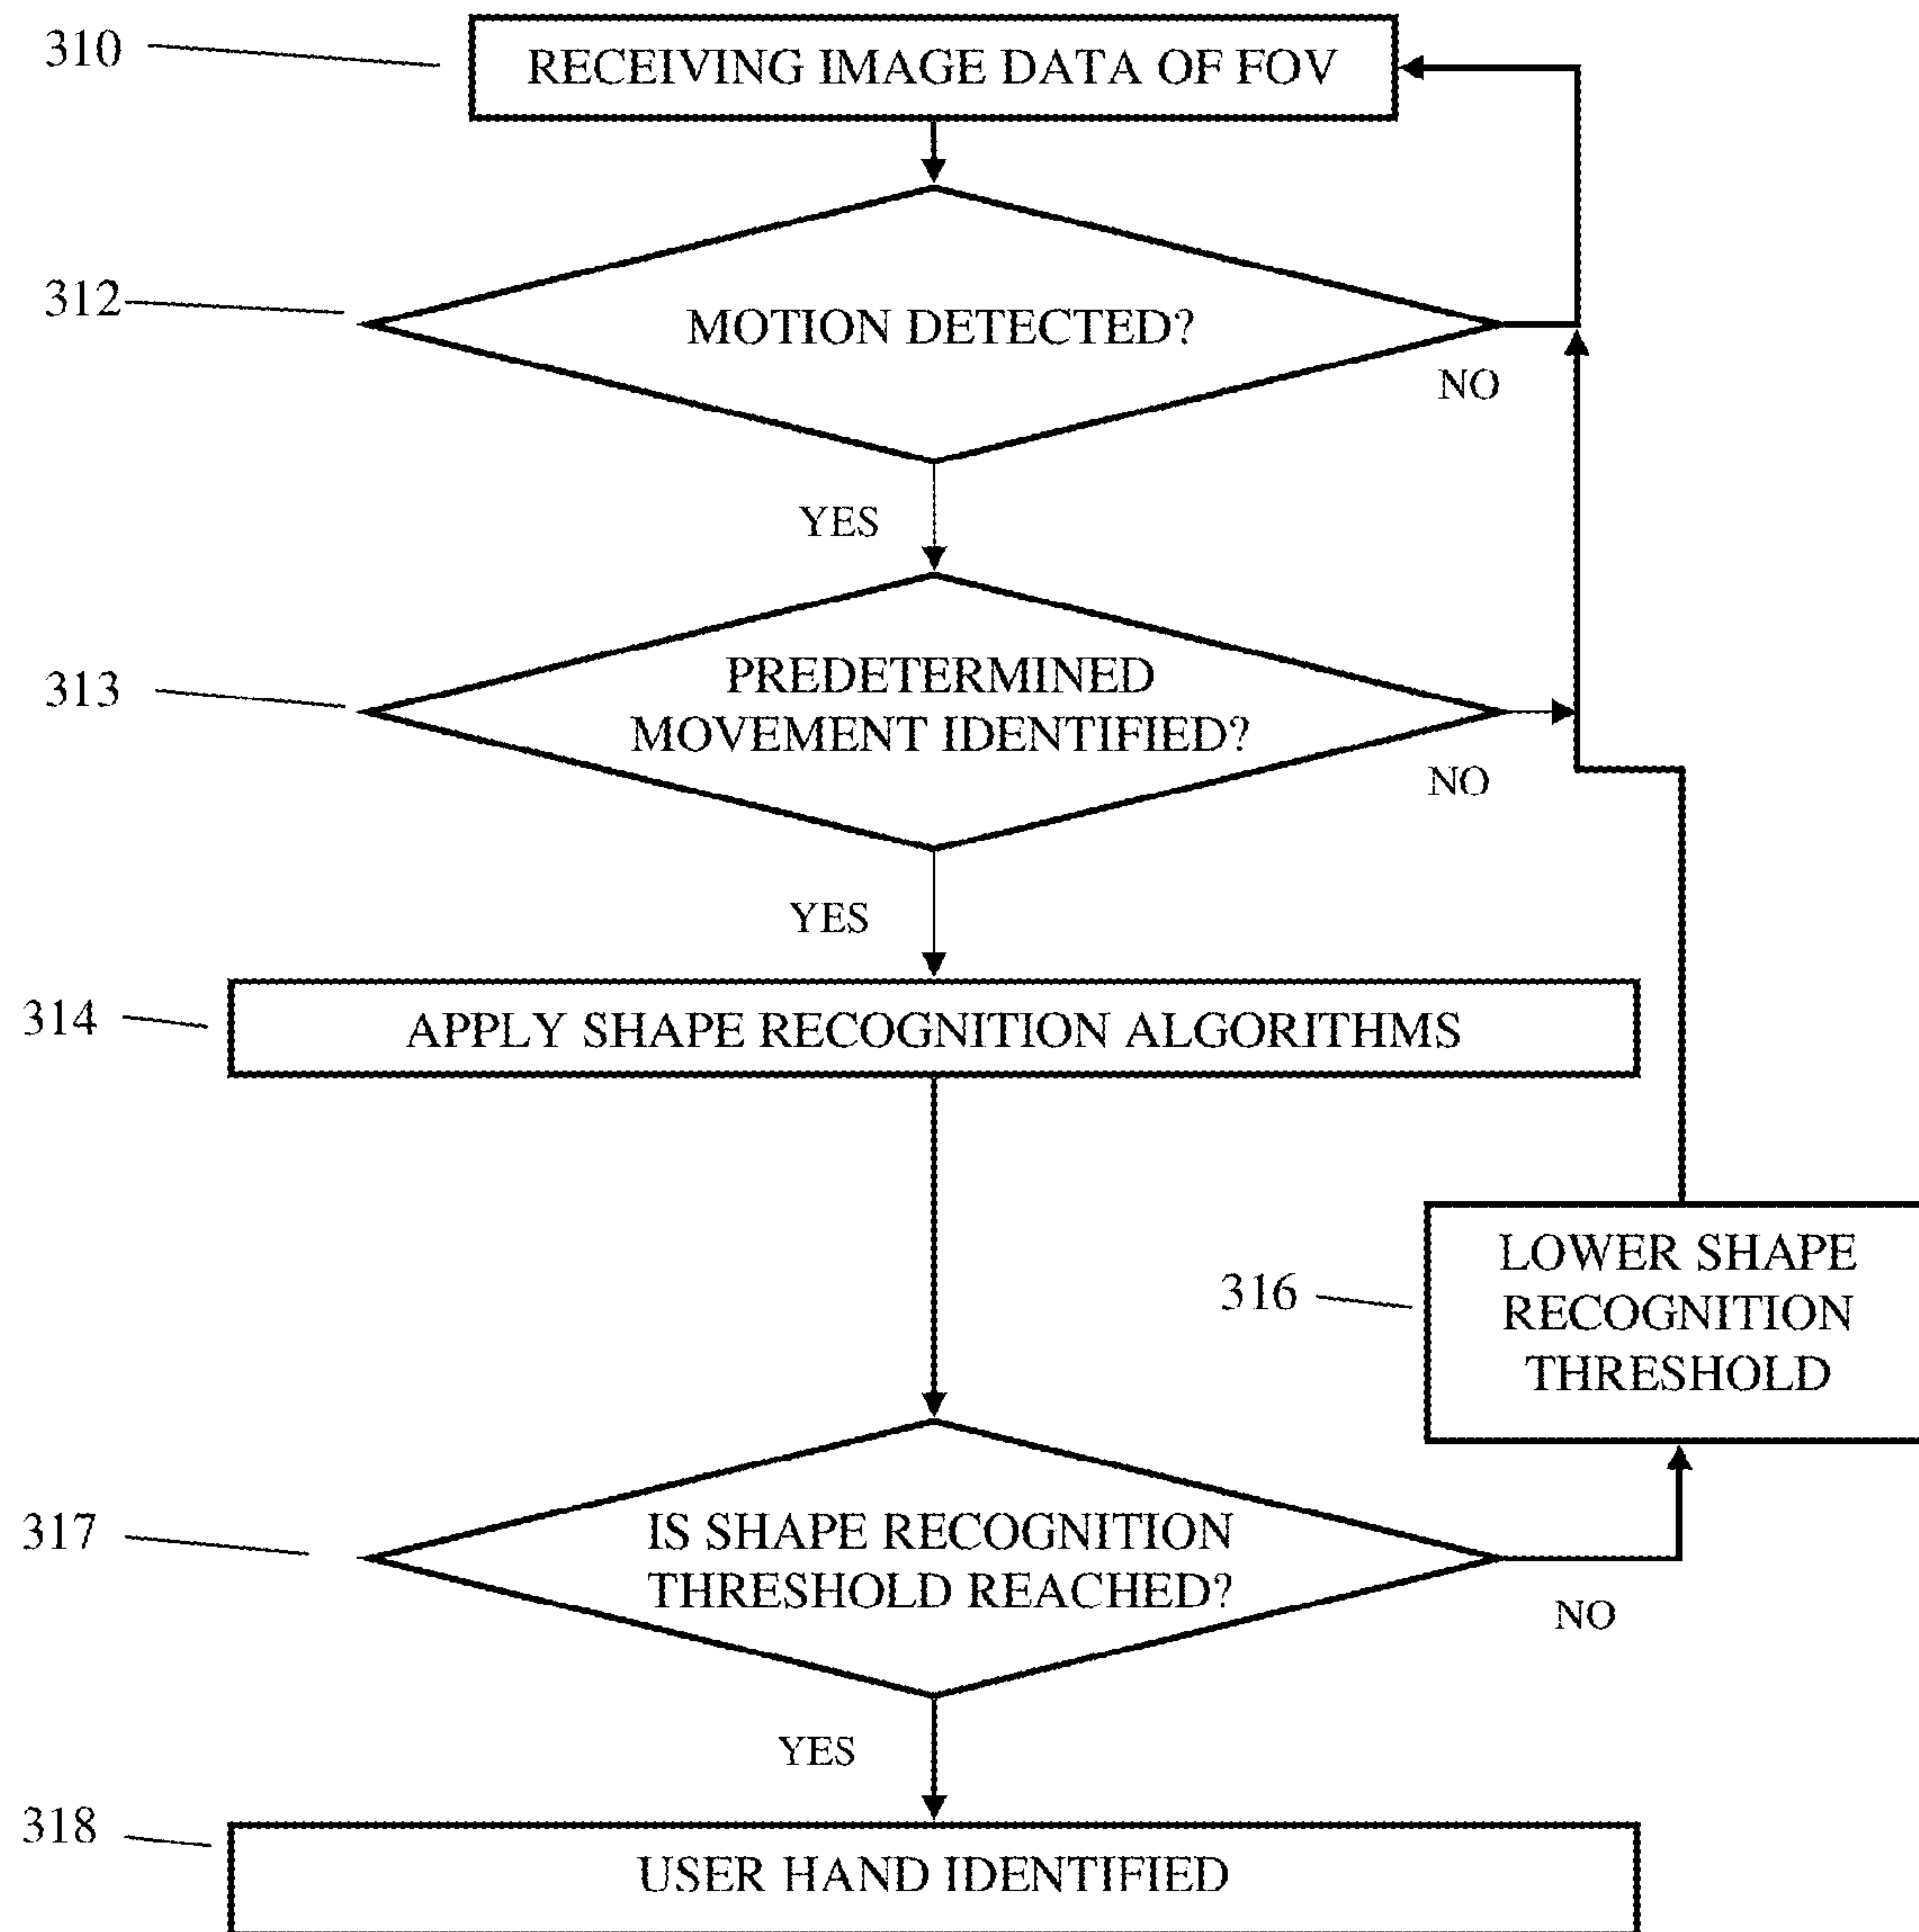 310
RECEIVING IMAGE DATA OF FOV
312
MOTION DETECTED?
NO
YES
313
PREDETERMINED
MOVEMENT IDENTIFIED?
NO
YES
314
APPLY SHAPE RECOGNITION ALGORITHMS
316
LOWER SHAPE
RECOGNITION
THRESHOLD
317
IS SHAPE RECOGNITION
THRESHOLD REACHED?
NO
YES
318
USER HAND IDENTIFIED